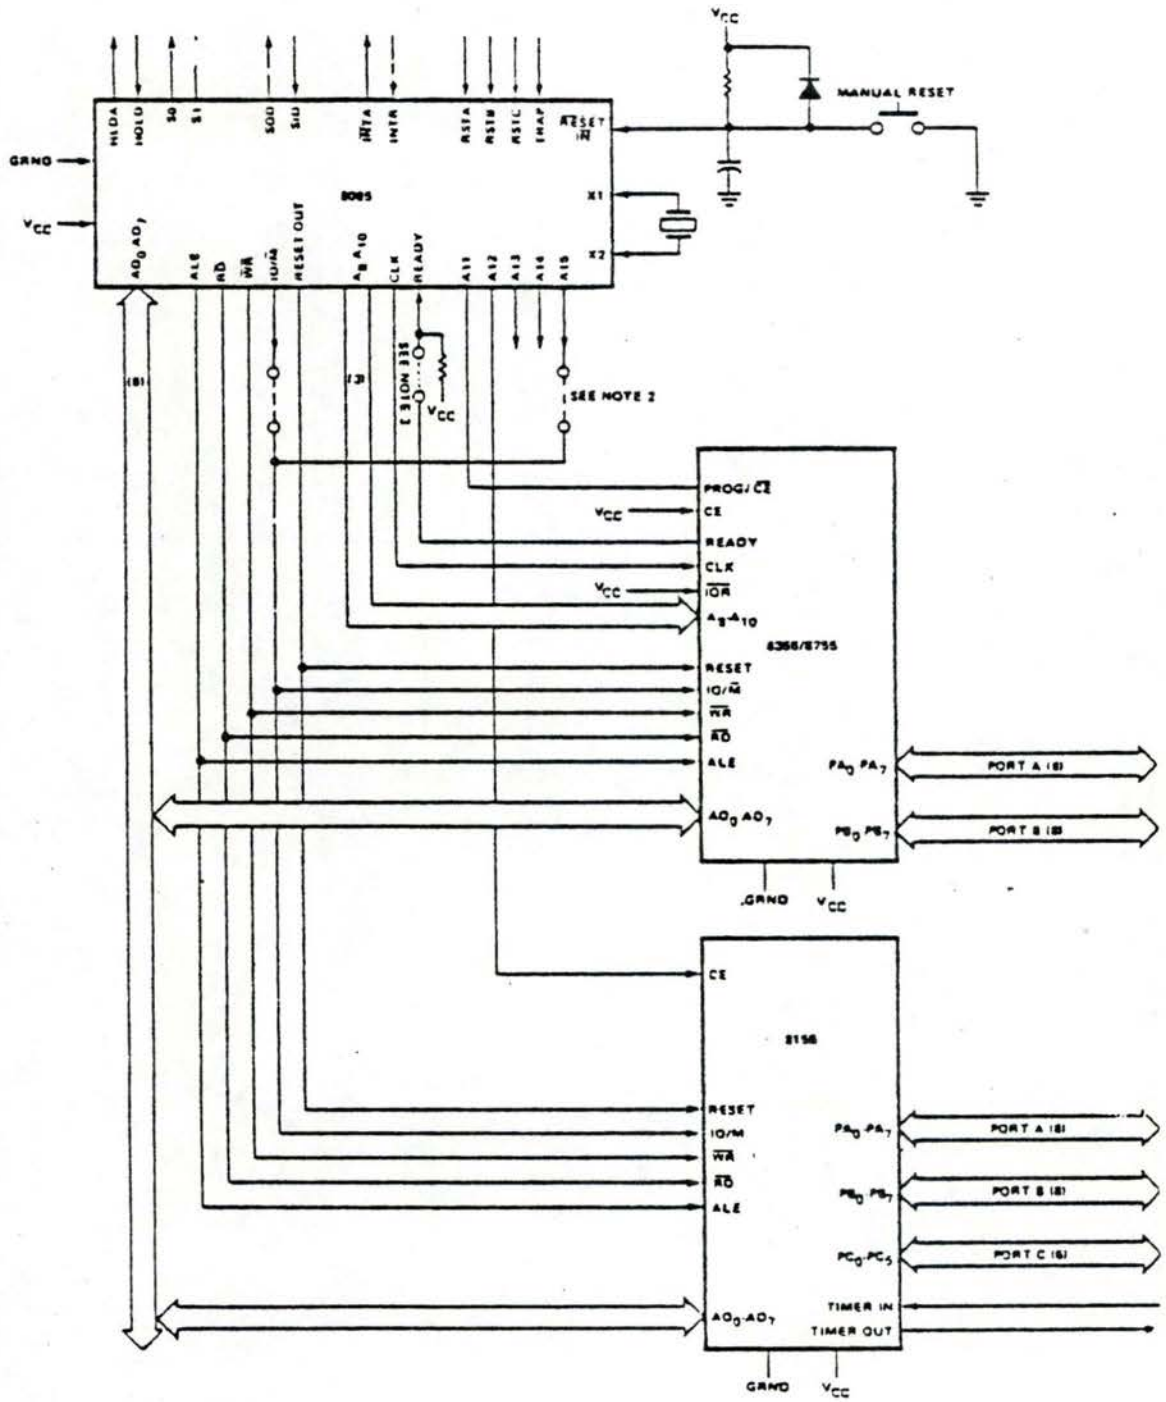 VCC
MANUAL RESET
HLDA
HOLD
S0
S1
SOD
SID
INTA
INTR
RSTA
RSTB
RSTC
TRAP
RESET
IN
GRND
8085
X1
VCC
X2
AD0 AD7
ALE
RD
WR
IO/M
RESET OUT
A8 A10
CLK
READY
A11
A12
A13
A14
A15
(8)
(3)
SEE NOTE 3
VCC
SEE NOTE 2
PROG/CE
VCC
CE
READY
CLK
VCC
IOR
A8-A10
8355/8755
RESET
IO/M
WR
RD
ALE
PA0 PA7
PORT A (8)
AD0 AD7
PB0 PB7
PORT B (8)
GRND
VCC
CE
8156
RESET
PA0-PA7
PORT A (8)
IO/M
WR
RD
PB0-PB7
PORT B (8)
ALE
PC0-PC5
PORT C (6)
TIMER IN
AD0-AD7
TIMER OUT
GRND
VCC